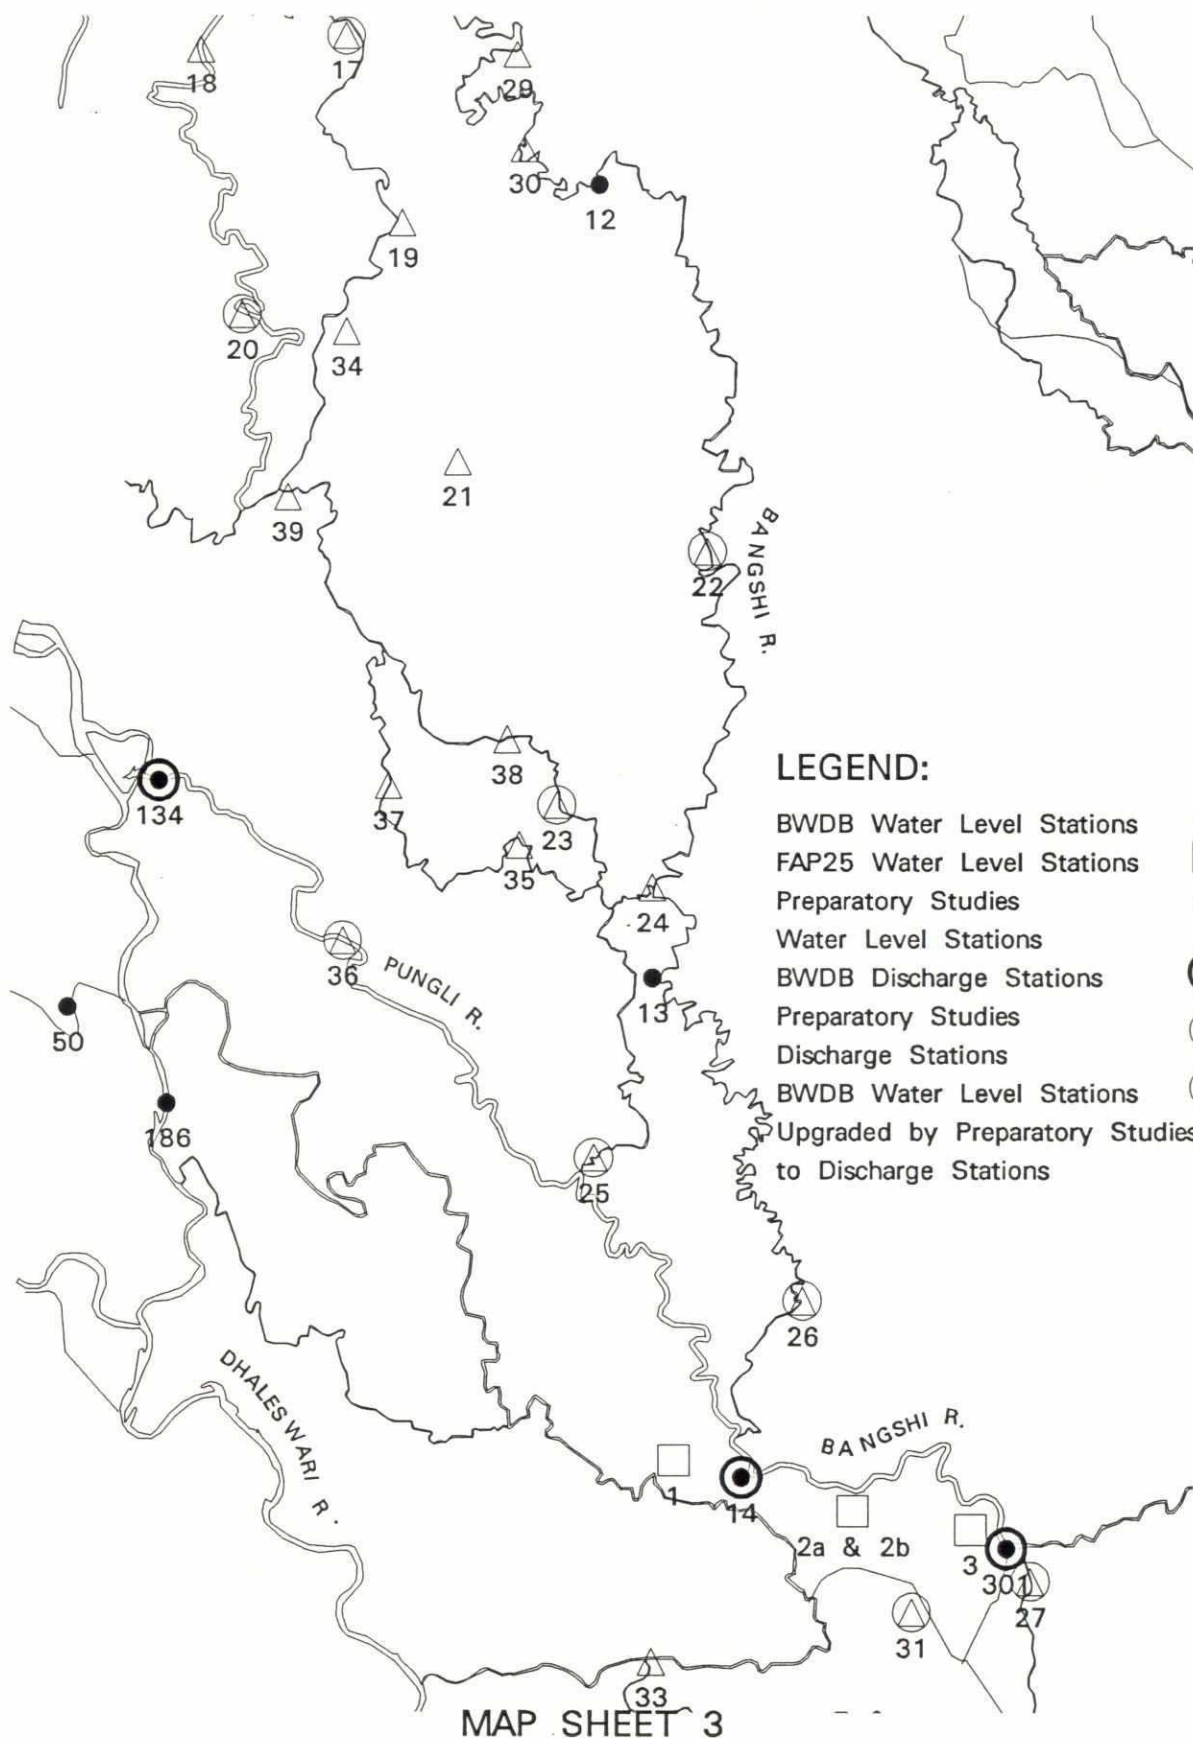 17
18
29
30
12
19
20
34
21
39
22
BANGSHI R.
38
LEGEND:
134
37
23
BWDB Water Level Stations
35
FAP25 Water Level Stations
24
Preparatory Studies
36
PUNGLI R.
Water Level Stations
13
BWDB Discharge Stations
50
Preparatory Studies
Discharge Stations
186
BWDB Water Level Stations
Upgraded by Preparatory Studies
25
to Discharge Stations
26
DHALESWARI R.
BANGSHI R.
1
14
2a & 2b
3
301
27
31
33
MAP SHEET 3